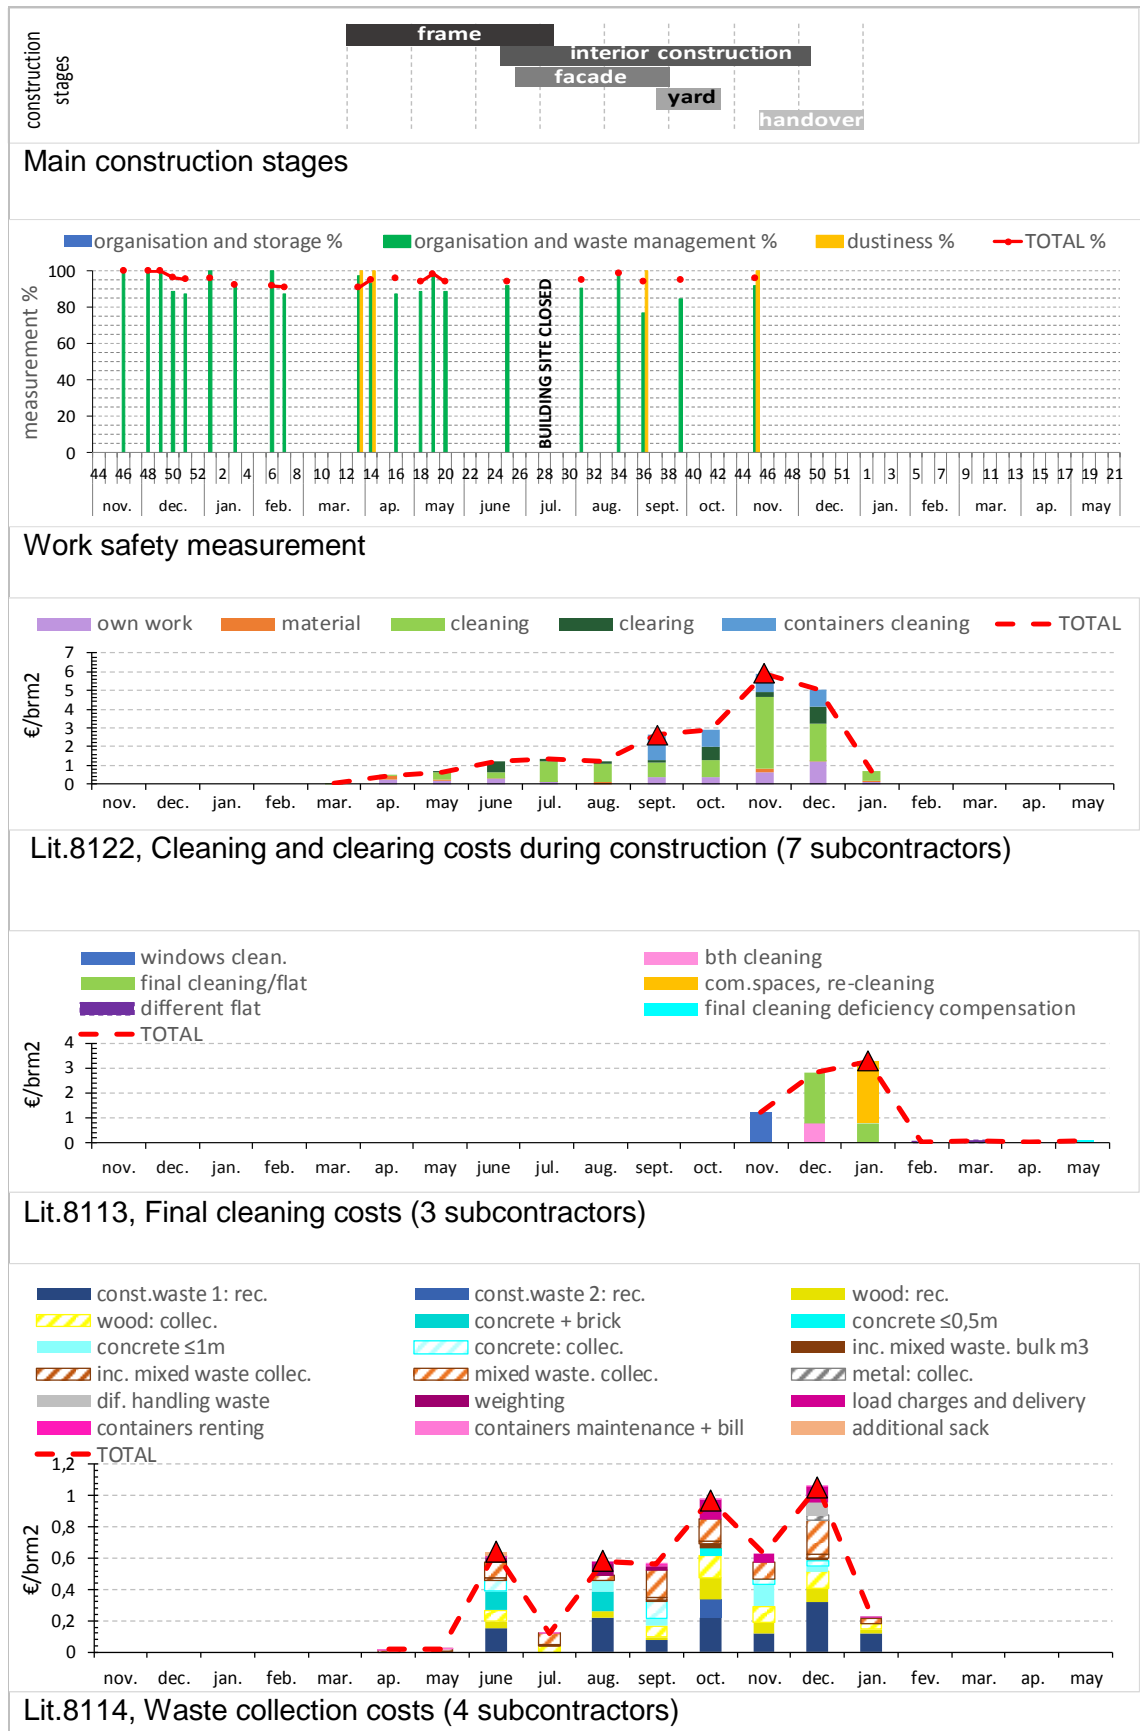 construction
stages
frame
interior construction
facade
yard
handover
Main construction stages
organisation and storage % organisation and waste management % dustiness % TOTAL %
measurement %
100
80
60
40
20
0
BUILDING SITE CLOSED
44 46 48 50 52 2 4 6 8 10 12 14 16 18 20 22 24 26 28 30 32 34 36 38 40 42 44 46 48 50 51 1 3 5 7 9 11 13 15 17 19 21
nov. dec. jan. feb. mar. ap. may june jul. aug. sept. oct. nov. dec. jan. feb. mar. ap. may
Work safety measurement
own work material cleaning clearing containers cleaning TOTAL
€/brm2
7
6
5
4
3
2
1
0
nov. dec. jan. feb. mar. ap. may june jul. aug. sept. oct. nov. dec. jan. feb. mar. ap. may
Lit.8122, Cleaning and clearing costs during construction (7 subcontractors)
windows clean. bth cleaning
final cleaning/flat com.spaces, re-cleaning
different flat final cleaning deficiency compensation
TOTAL
€/brm2
4
3
2
1
0
nov. dec. jan. feb. mar. ap. may june jul. aug. sept. oct. nov. dec. jan. feb. mar. ap. may
Lit.8113, Final cleaning costs (3 subcontractors)
const.waste 1: rec. const.waste 2: rec. wood: rec.
wood: collec. concrete + brick concrete ≤0,5m
concrete ≤1m concrete: collec. inc. mixed waste. bulk m3
inc. mixed waste collec. mixed waste. collec. metal: collec.
dif. handling waste weighting load charges and delivery
containers renting containers maintenance + bill additional sack
TOTAL
€/brm2
1,2
1
0,8
0,6
0,4
0,2
0
nov. dec. jan. feb. mar. ap. may june jul. aug. sept. oct. nov. dec. jan. fev. mar. ap. may
Lit.8114, Waste collection costs (4 subcontractors)